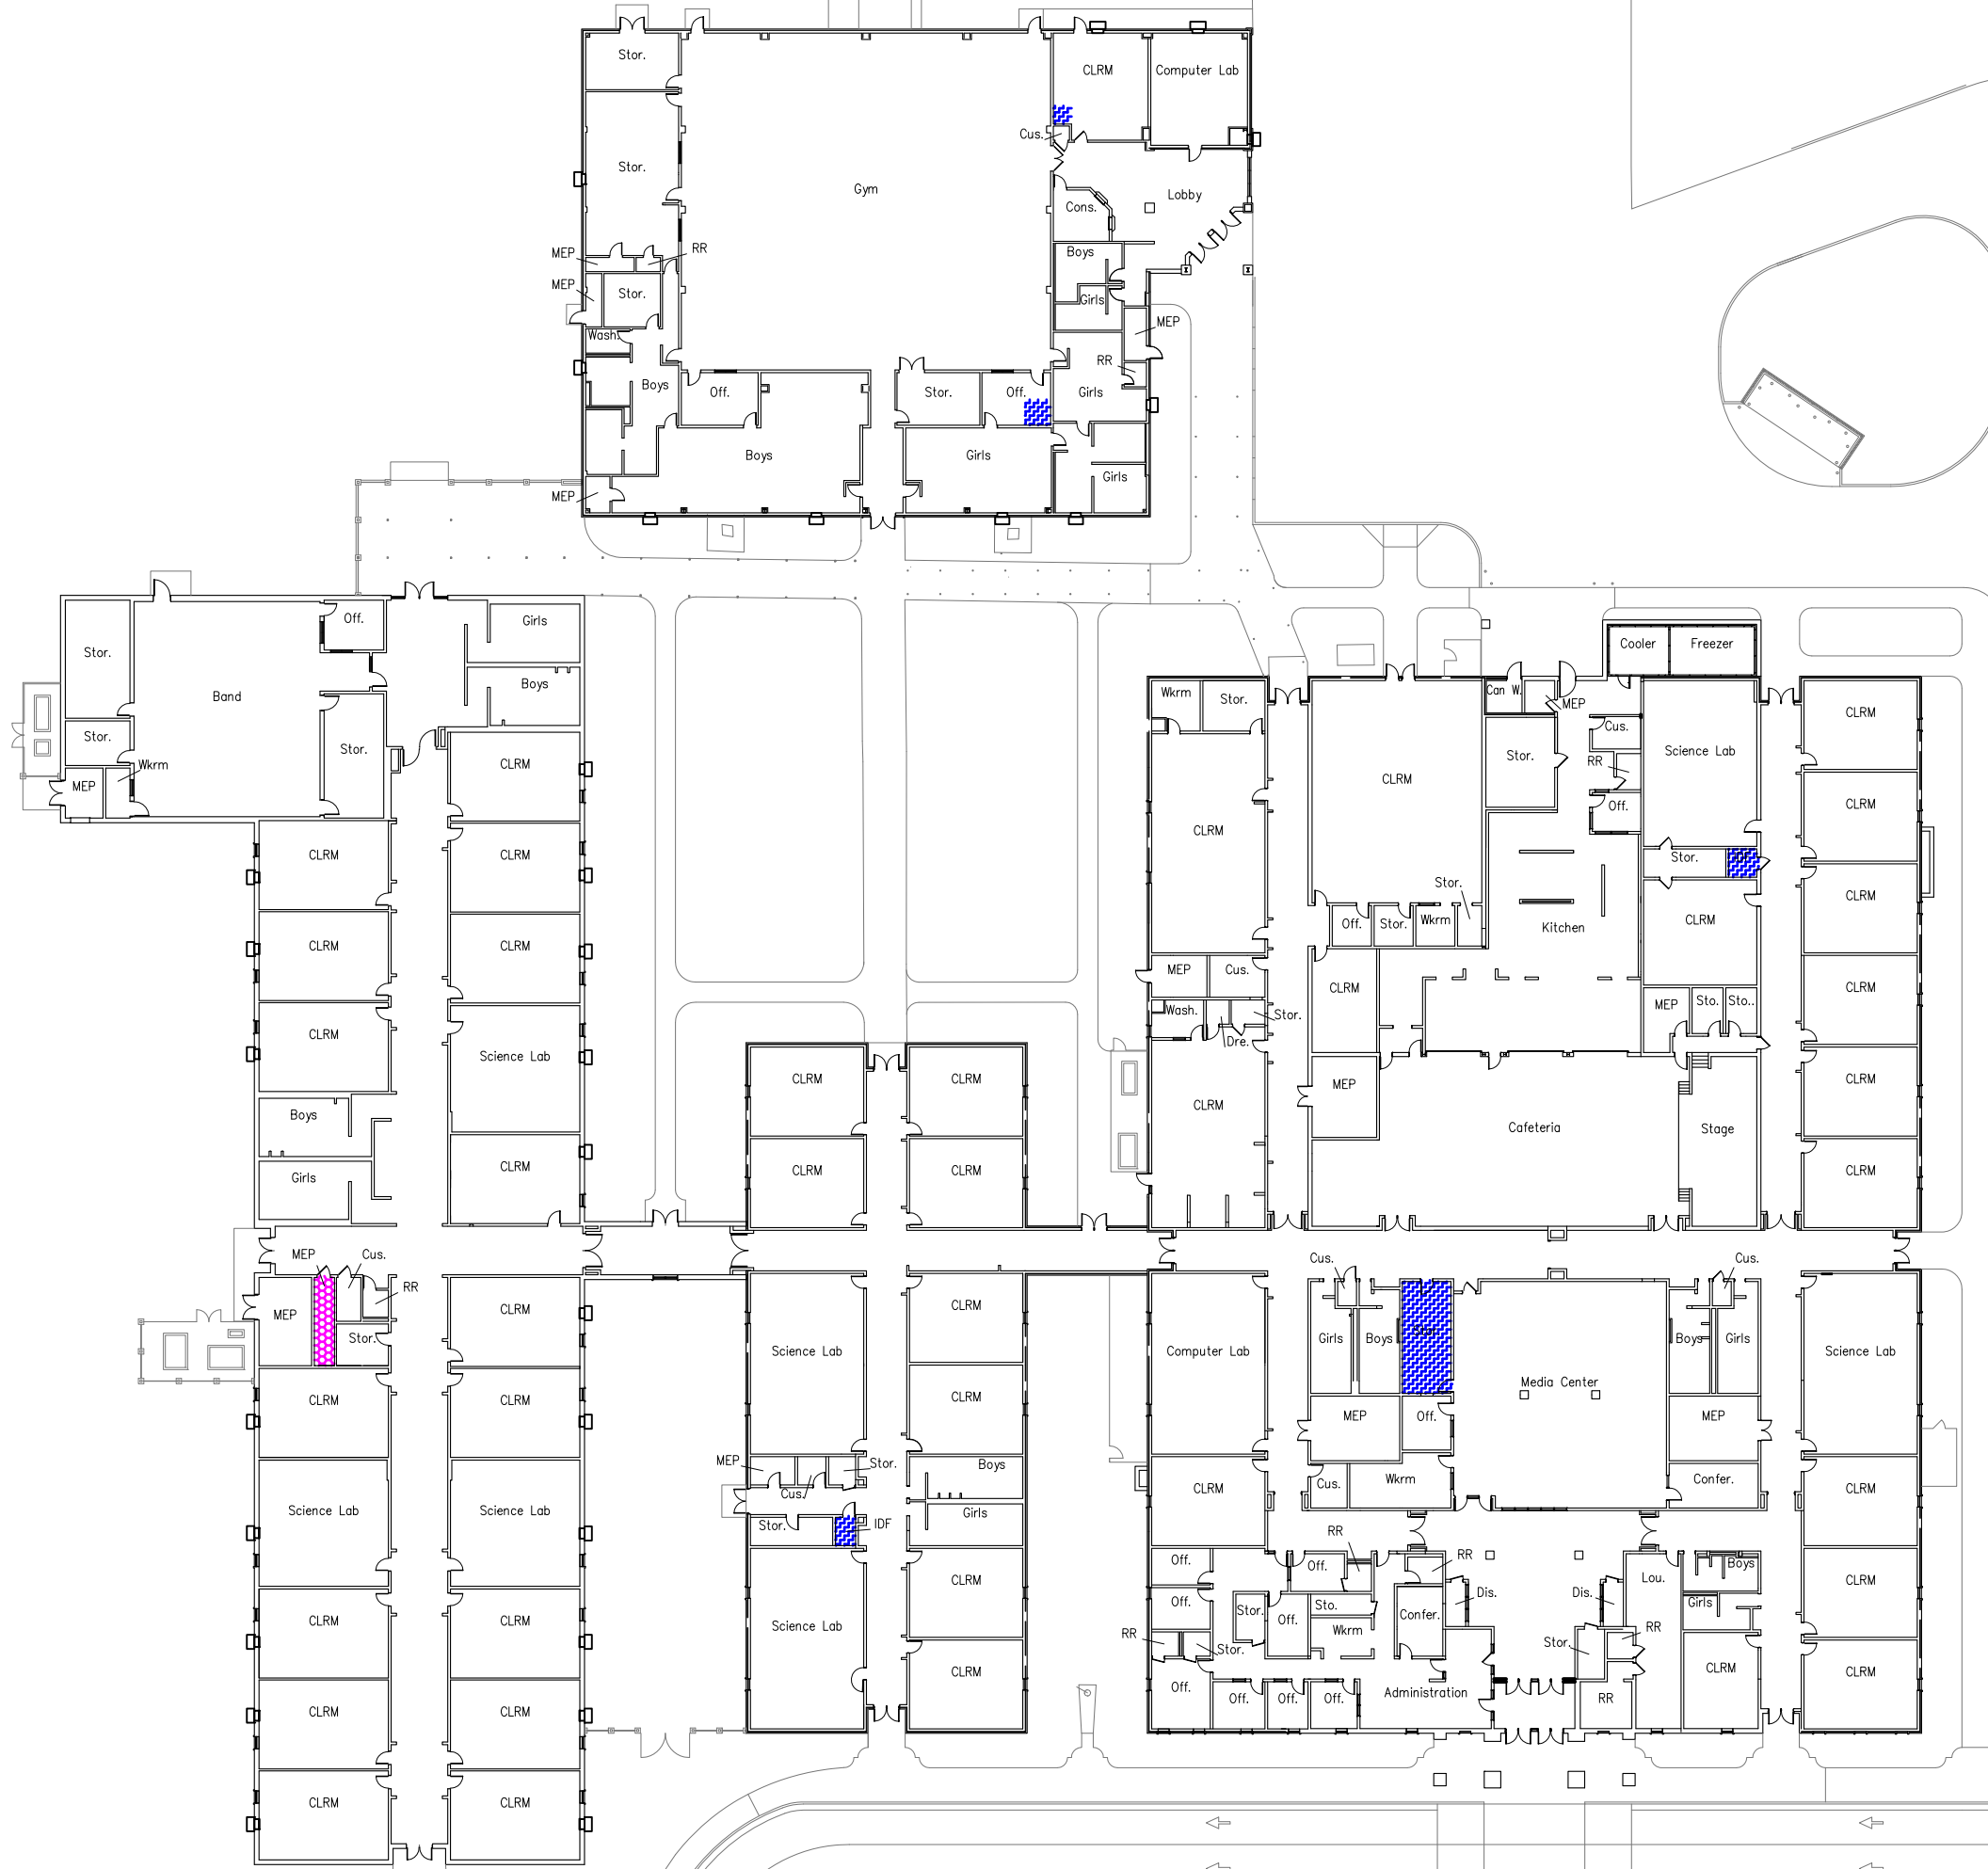 Stor.
CLRM
Computer Lab
Cus.
Stor.
Gym
Lobby
Cons.
MEP
RR
Boys
MEP
Stor.
Girls
MEP
Wash.
RR
Boys
Off.
Stor.
Off.
Girls
Boys
Girls
Girls
MEP
Off.
Girls
Stor.
Band
Boys
Stor.
Stor.
Wkrm
MEP
CLRM
CLRM
CLRM
CLRM
CLRM
CLRM
Science Lab
Boys
CLRM
Girls
Cooler
Freezer
Wkrm
Stor.
Can W.
MEP
CLRM
Cus.
Science Lab
CLRM
Stor.
RR
CLRM
Off.
CLRM
Stor.
Stor.
CLRM
Off.
Stor.
Wkrm
CLRM
Kitchen
MEP
Cus.
CLRM
CLRM
MEP
Sto.
Sto..
Wash.
Stor.
Dre.
CLRM
CLRM
MEP
CLRM
CLRM
Cafeteria
Stage
CLRM
CLRM
CLRM
MEP
Cus.
RR
MEP
Stor.
CLRM
CLRM
CLRM
Science Lab
Science Lab
CLRM
CLRM
CLRM
CLRM
CLRM
CLRM
Science Lab
CLRM
CLRM
MEP
Stor.
Boys
Cus.
Stor.
IDF
Girls
CLRM
Science Lab
CLRM
Cus.
Cus.
Computer Lab
Girls
Boys
Boys
Girls
Science Lab
Media Center
MEP
Off.
MEP
CLRM
Cus.
Wkrm
Confer.
CLRM
RR
Off.
Off.
RR
Lou.
Boys
CLRM
Off.
Stor.
Off.
Sto.
Confer.
Dis.
Dis.
Girls
RR
Stor.
Wkrm
Stor.
RR
Off.
Off.
Off.
Off.
Administration
RR
CLRM
CLRM